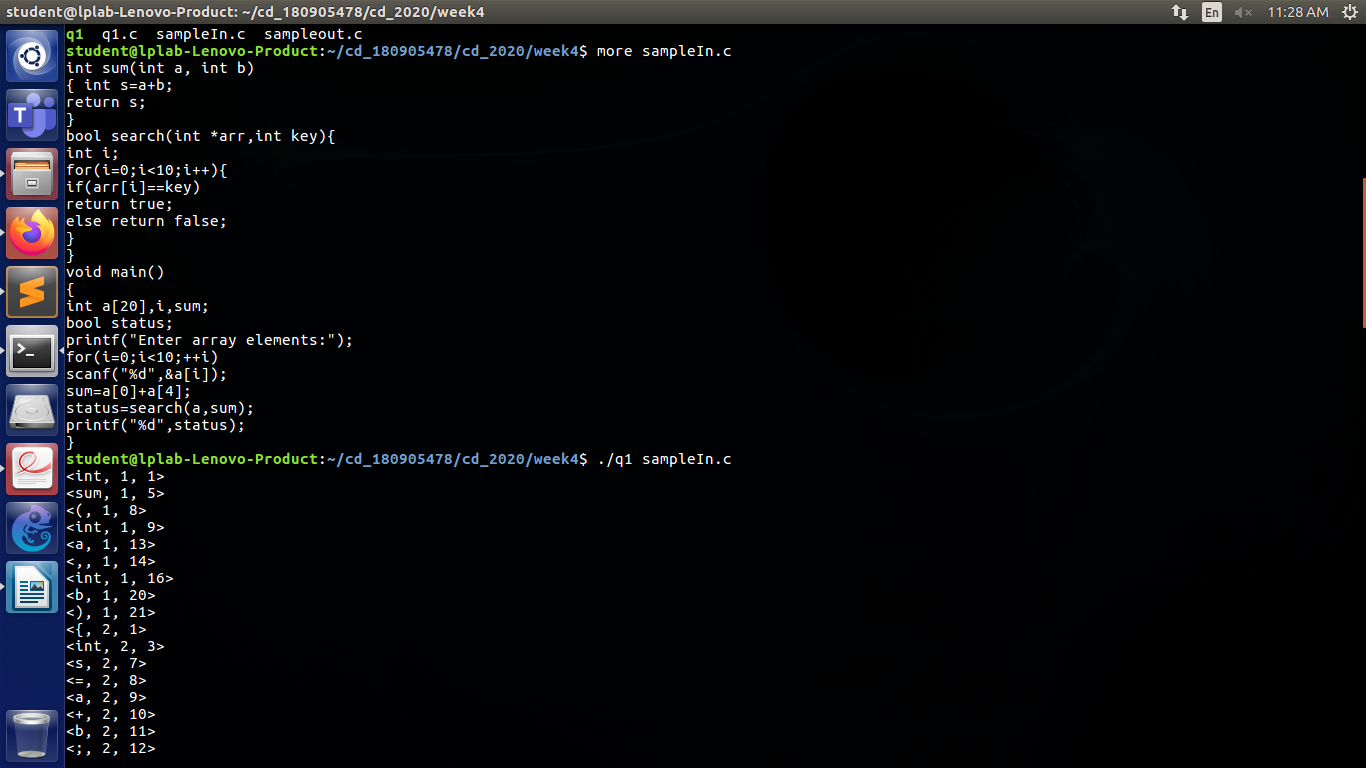 student@lplab-Lenovo-Product: ~/cd_180905478/cd_2020/week4
En
11:28 AM
q1  q1.c  sampleIn.c  sampleout.c
student@lplab-Lenovo-Product:~/cd_180905478/cd_2020/week4$ more sampleIn.c
int sum(int a, int b)
{ int s=a+b;
return s;
}
bool search(int *arr,int key){
int i;
for(i=0;i<10;i++){
if(arr[i]==key)
return true;
else return false;
}
}
void main()
{
int a[20],i,sum;
bool status;
printf("Enter array elements:");
for(i=0;i<10;++i)
scanf("%d",&a[i]);
sum=a[0]+a[4];
status=search(a,sum);
printf("%d",status);
}
student@lplab-Lenovo-Product:~/cd_180905478/cd_2020/week4$ ./q1 sampleIn.c
<int, 1, 1>
<sum, 1, 5>
<(, 1, 8>
<int, 1, 9>
<a, 1, 13>
<,, 1, 14>
<int, 1, 16>
<b, 1, 20>
<), 1, 21>
<{, 2, 1>
<int, 2, 3>
<s, 2, 7>
<=, 2, 8>
<a, 2, 9>
<+, 2, 10>
<b, 2, 11>
<;, 2, 12>